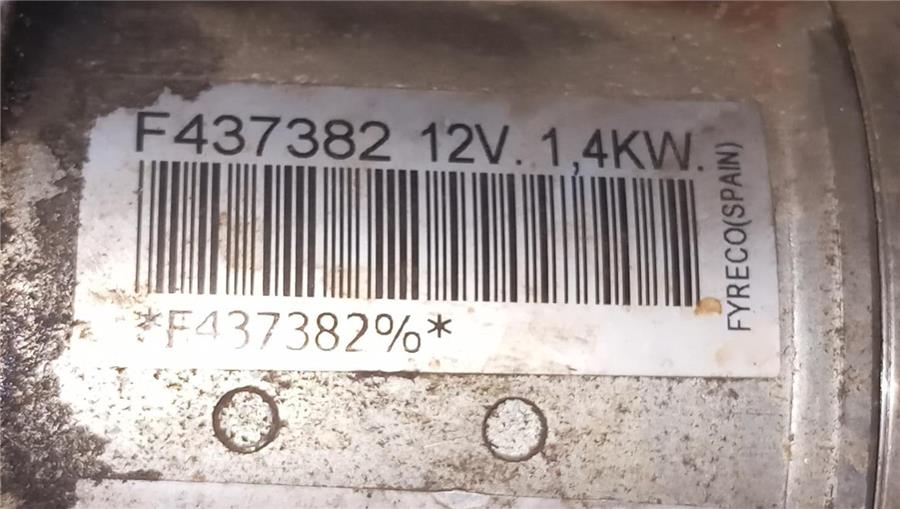 F437382 12V. 1,4KW.
*F437382%*
FYRECO(SPAIN)